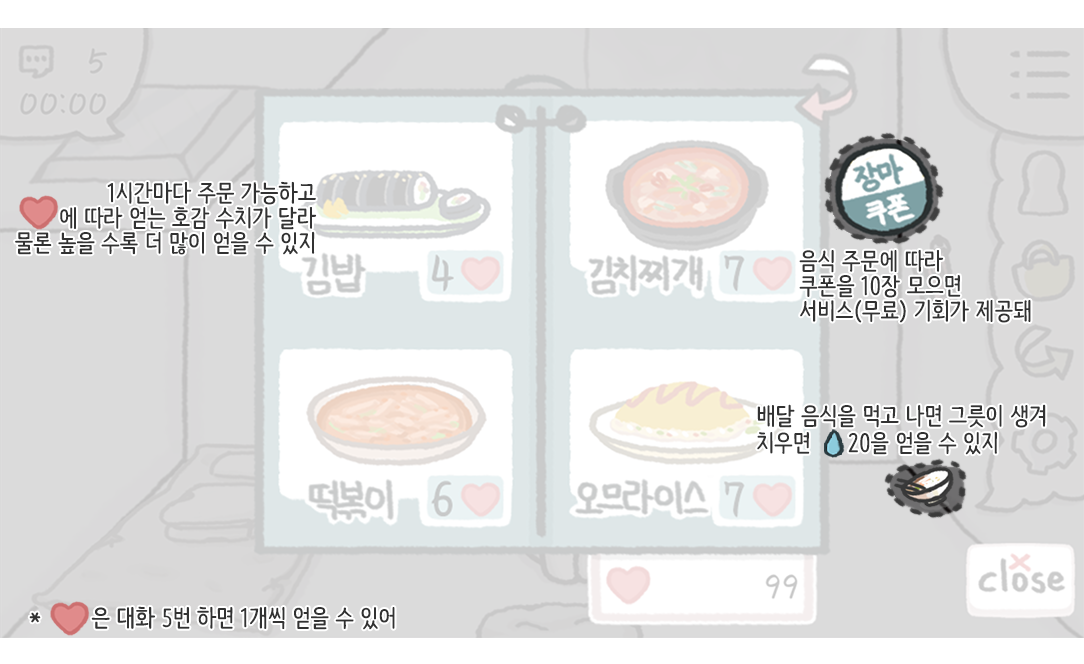 5
00:00
1시간마다 주문 가능하고
에 따라 얻는 호감 수치가 달라
물론 높을 수록 더 많이 얻을 수 있지
김밥 4
김치찌개 7
장마
쿠폰
음식 주문에 따라
쿠폰을 10장 모으면
서비스(무료) 기회가 제공돼
떡볶이 6
오므라이스 7
배달 음식을 먹고 나면 그릇이 생겨
치우면 20을 얻을 수 있지
99
close
* 은 대화 5번 하면 1개씩 얻을 수 있어